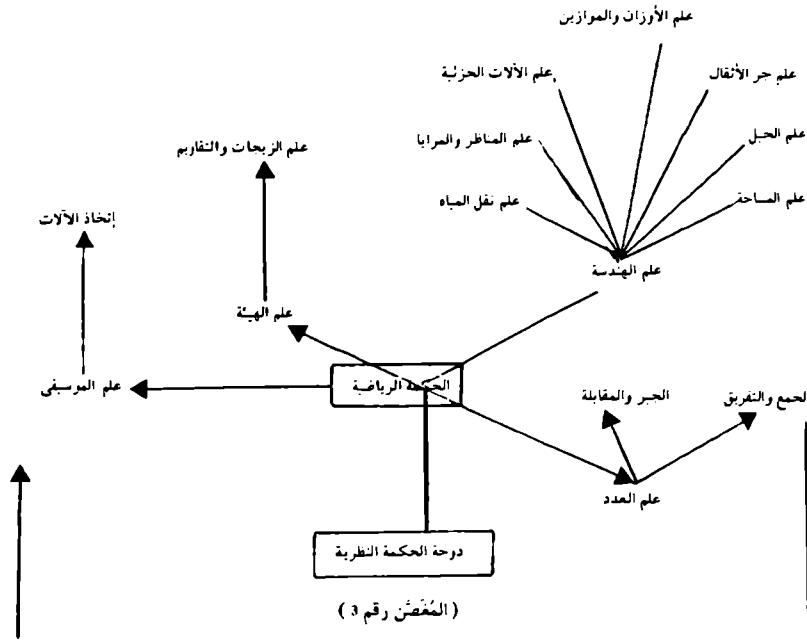 علم الأوزان والموازين
علم جر الأثقال
علم الآلات الحزئية
علم الحيل
علم المناظر والمرايا
علم الزيجات والتقاويم
علم المساحة
علم نقل المياه
إتخاذ الآلات
علم الهندسة
علم الهيئة
الحكمة الرياضية
علم الموسيقى
الجبر والمقابلة
الجمع والتفريق
علم العدد
دوحة الحكمة النظرية
(المُغَصَّن رقم 3)